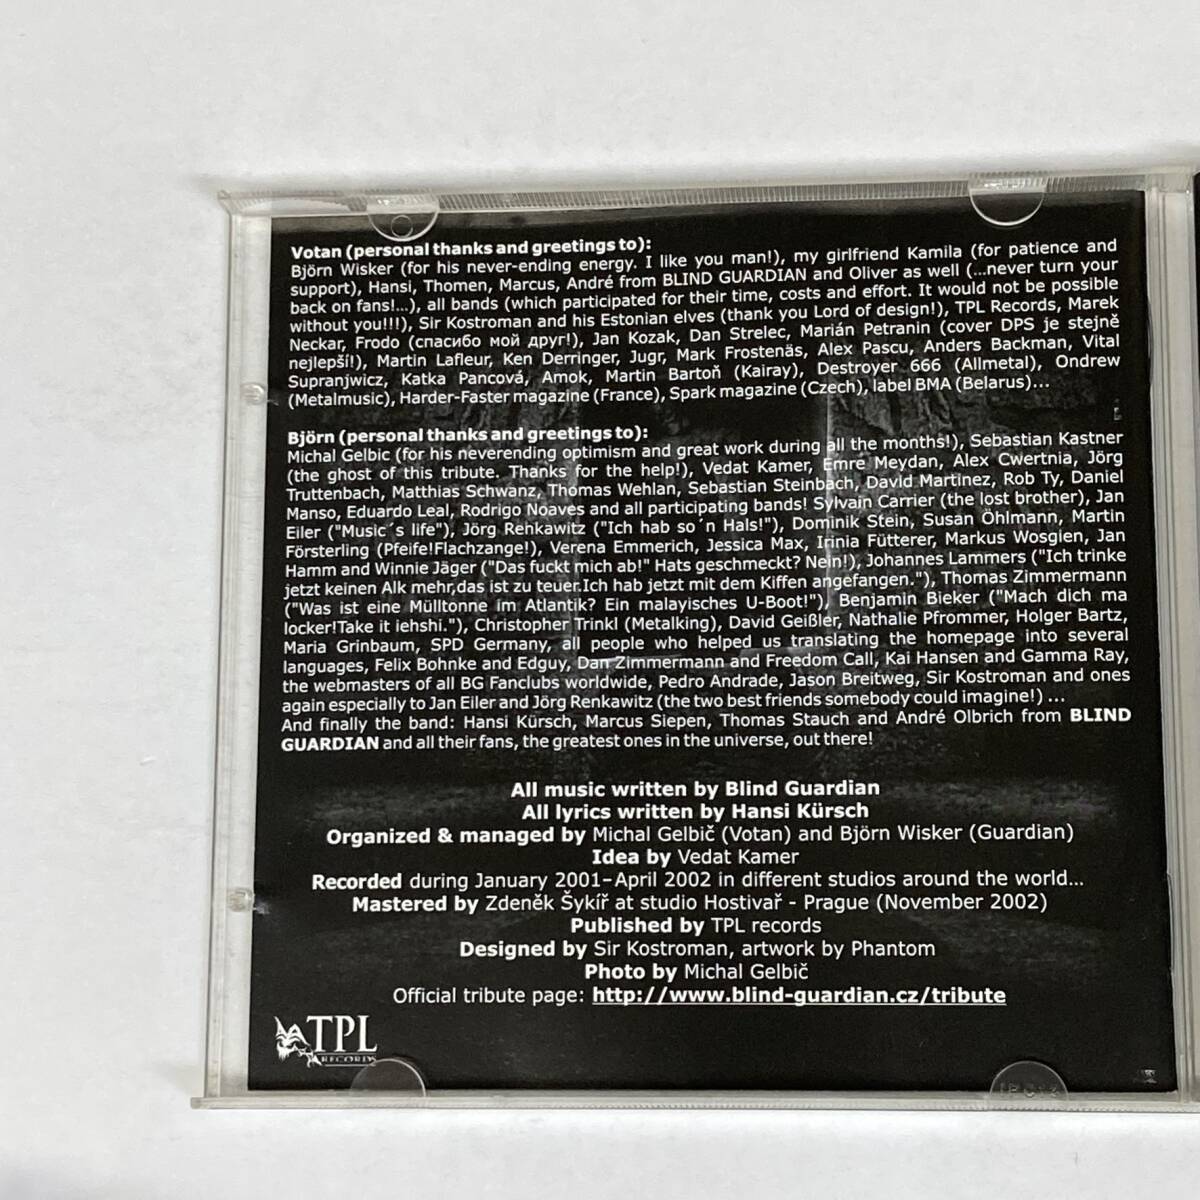 Votan (personal thanks and greetings to):
Björn Wisker (for his never-ending energy. I like you man!), my girlfriend Kamila (for patience and
support), Hansi, Thomen, Marcus, André from BLIND GUARDIAN and Oliver as well (...never turn your
back on fans!...), all bands (which participated for their time, costs and effort. It would not be possible
without you!!!), Sir Kostroman and his Estonian elves (thank you Lord of design!), TPL Records, Marek
Neckar, Frodo (спасибо мой друг!), Jan Kozak, Dan Strelec, Marián Petranin (cover DPS je stejně
nejlepší!), Martin Lafleur, Ken Derringer, Jugr, Mark Frostenäs, Alex Pascu, Anders Backman, Vital
Supranjwicz, Katka Pancová, Amok, Martin Bartoň (Kairay), Destroyer 666 (Allmetal), Ondrew
(Metalmusic), Harder-Faster magazine (France), Spark magazine (Czech), label BMA (Belarus)...
Björn (personal thanks and greetings to):
Michal Gelbic (for his neverending optimism and great work during all the months!), Sebastian Kastner
(the ghost of this tribute. Thanks for the help!), Vedat Kamer, Emre Meydan, Alex Cwertnia, Jörg
Truttenbach, Matthias Schwanz, Thomas Wehlan, Sebastian Steinbach, David Martinez, Rob Ty, Daniel
Manso, Eduardo Leal, Rodrigo Noaves and all participating bands! Sylvain Carrier (the lost brother), Jan
Eiler ("Music´s life"), Jörg Renkawitz ("Ich hab so´n Hals!"), Dominik Stein, Susan Öhlmann, Martin
Försterling (Pfeife!Flachzange!), Verena Emmerich, Jessica Max, Irinia Fütterer, Markus Wosgien, Jan
Hamm and Winnie Jäger ("Das fuckt mich ab!" Hats geschmeckt? Nein!), Johannes Lammers ("Ich trinke
jetzt keinen Alk mehr,das ist zu teuer.Ich hab jetzt mit dem Kiffen angefangen."), Thomas Zimmermann
("Was ist eine Mülltonne im Atlantik? Ein malayisches U-Boot!"), Benjamin Bieker ("Mach dich ma
locker!Take it iehshi."), Christopher Trinkl (Metalking), David Geißler, Nathalie Pfrommer, Holger Bartz,
Maria Grinbaum, SPD Germany, all people who helped us translating the homepage into several
languages, Felix Bohnke and Edguy, Dan Zimmermann and Freedom Call, Kai Hansen and Gamma Ray,
the webmasters of all BG Fanclubs worldwide, Pedro Andrade, Jason Breitweg, Sir Kostroman and ones
again especially to Jan Eiler and Jörg Renkawitz (the two best friends somebody could imagine!) ...
And finally the band: Hansi Kürsch, Marcus Siepen, Thomas Stauch and André Olbrich from BLIND
GUARDIAN and all their fans, the greatest ones in the universe, out there!
All music written by Blind Guardian
All lyrics written by Hansi Kürsch
Organized & managed by Michal Gelbič (Votan) and Björn Wisker (Guardian)
Idea by Vedat Kamer
Recorded during January 2001–April 2002 in different studios around the world...
Mastered by Zdeněk Šykíř at studio Hostivař - Prague (November 2002)
Published by TPL records
Designed by Sir Kostroman, artwork by Phantom
Photo by Michal Gelbič
Official tribute page: http://www.blind-guardian.cz/tribute
TPL
RECORDS